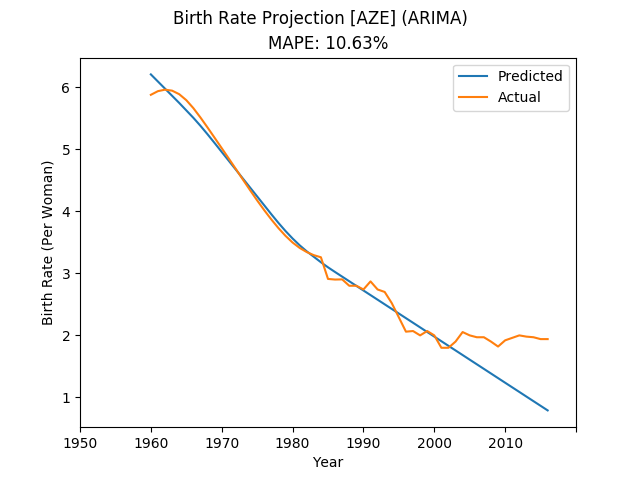 Birth Rate Projection [AZE] (ARIMA)
MAPE: 10.63%
Predicted
Actual
6
5
4
3
2
1
Birth Rate (Per Woman)
1950
1960
1970
1980
1990
2000
2010
Year